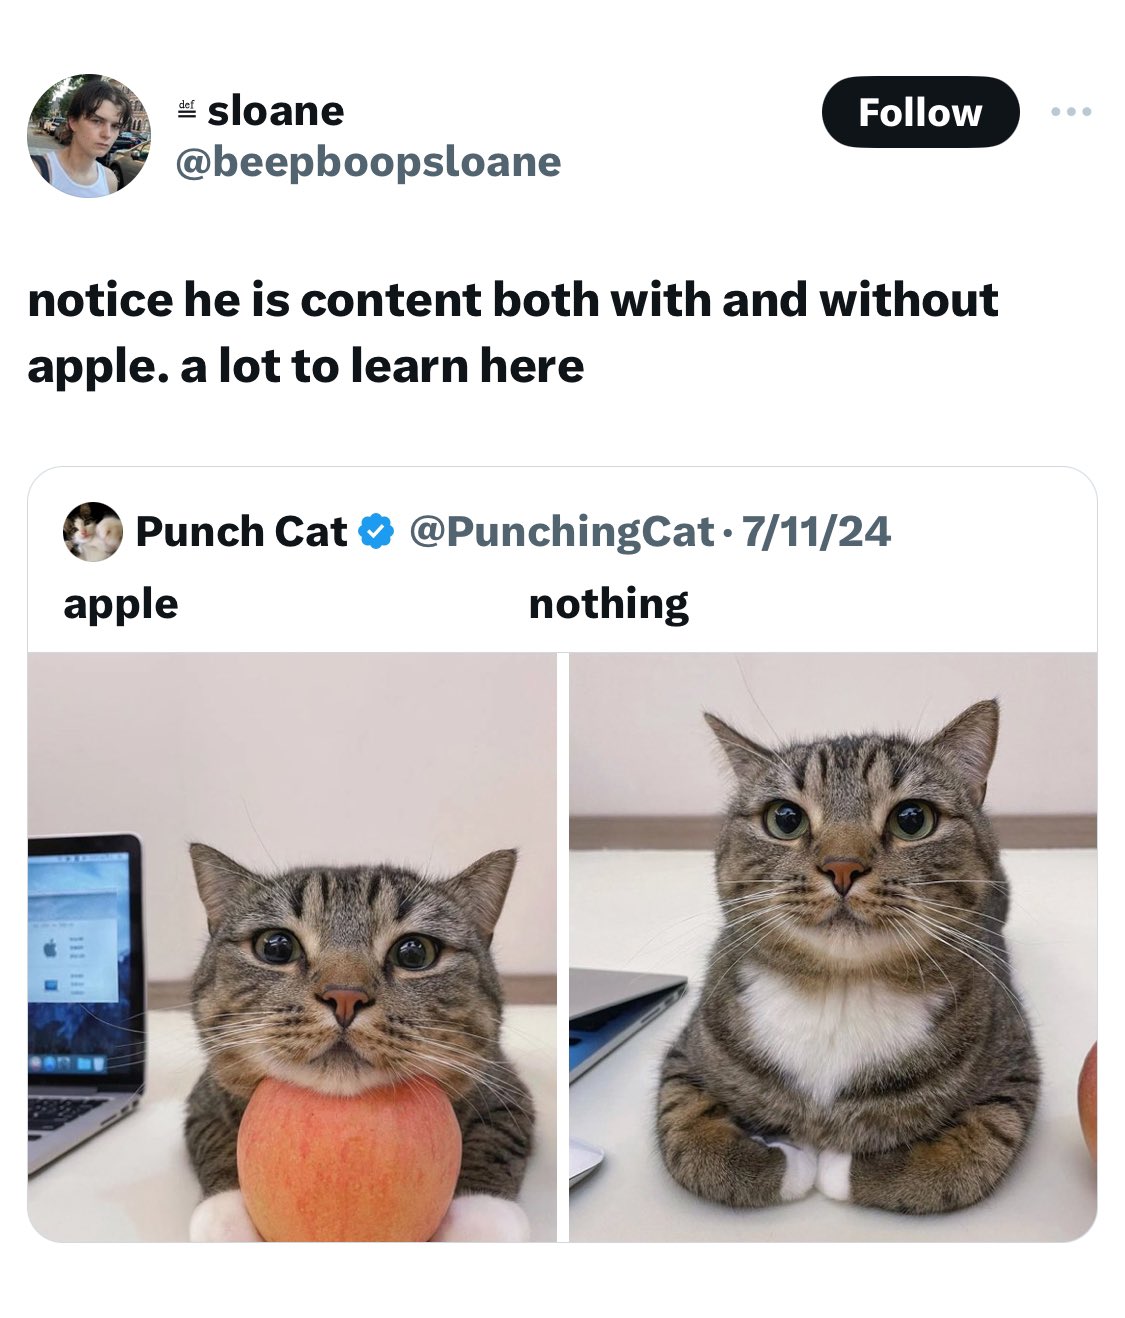 ≝ sloane
Follow
@beepboopsloane
notice he is content both with and without
apple. a lot to learn here
Punch Cat @PunchingCat · 7/11/24
apple nothing